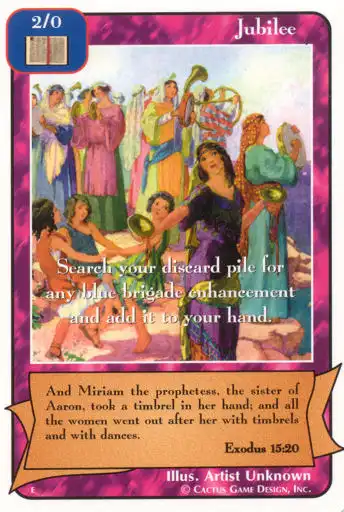 2/0
Jubilee
Search your discard pile for
any blue brigade enhancement
and add it to your hand.
And Miriam the prophetess, the sister of
Aaron, took a timbrel in her hand; and all
the women went out after her with timbrels
and with dances.
Exodus 15:20
Illus. Artist Unknown
E
© Cactus Game Design, Inc.